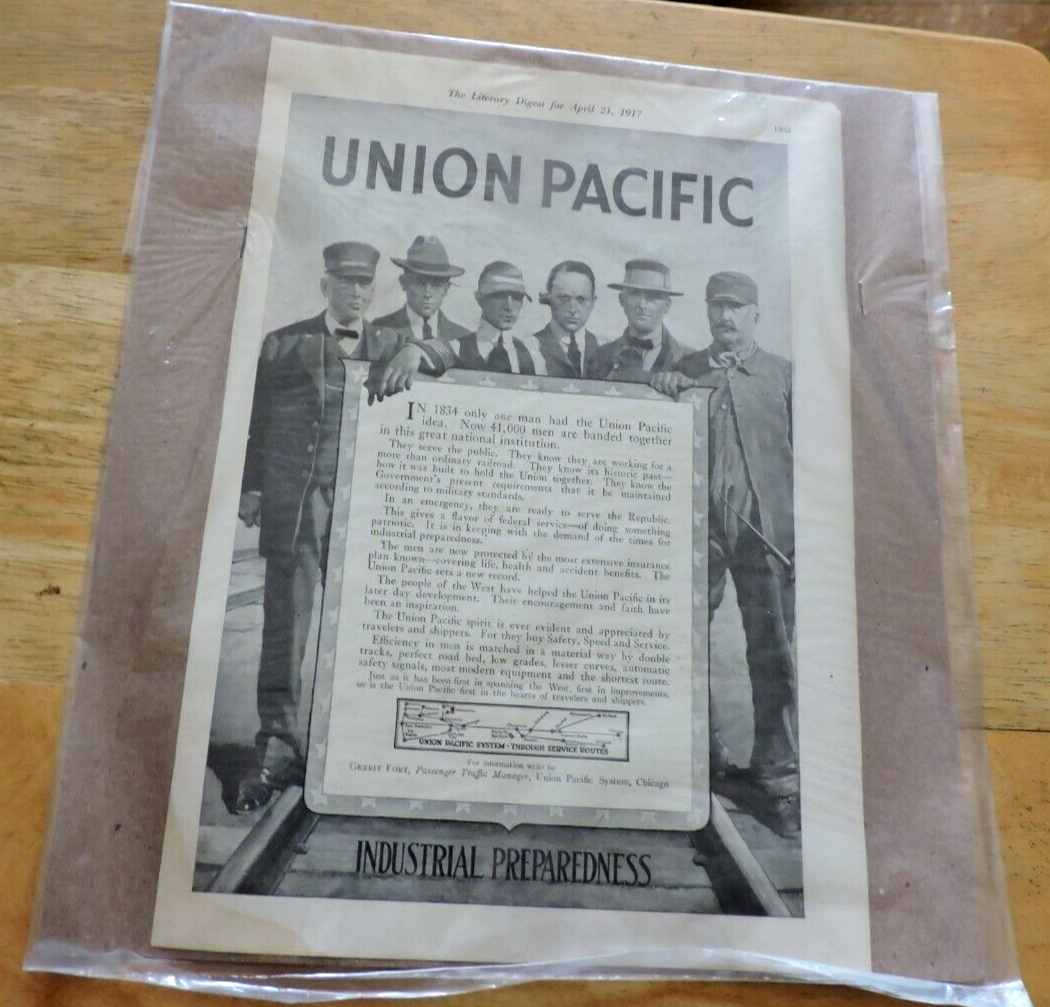 The Literary Digest for April 21, 1917
UNION PACIFIC
IN 1834 only one man had the Union Pacific
idea. Now 41,000 men are banded together
in this great national institution.
They serve the public. They know they are working for a
more than ordinary railroad. They know its historic past—
how it was built to hold the Union together. They know the
Government's present requirements that it be maintained
according to military standards.
In an emergency, they are ready to serve the Republic.
This gives a flavor of federal service—of doing something
patriotic. It is in keeping with the demand of the times for
industrial preparedness.
The men are now protected by the most extensive insurance
plan known—covering life, health and accident benefits. The
Union Pacific sets a new record.
The people of the West have helped the Union Pacific in its
later day development. Their encouragement and faith have
been an inspiration.
The Union Pacific spirit is ever evident and appreciated by
travelers and shippers. For they buy Safety, Speed and Service.
Efficiency in men is matched in a material way by double
tracks, perfect road bed, low grades, lesser curves, automatic
safety signals, most modern equipment and the shortest route.
Just as it has been first in spanning the West, first in improvements,
so is the Union Pacific first in the hearts of travelers and shippers.
UNION PACIFIC SYSTEM - THROUGH SERVICE ROUTES
For information write to
GERRIT FORT, Passenger Traffic Manager, Union Pacific System, Chicago
INDUSTRIAL PREPAREDNESS